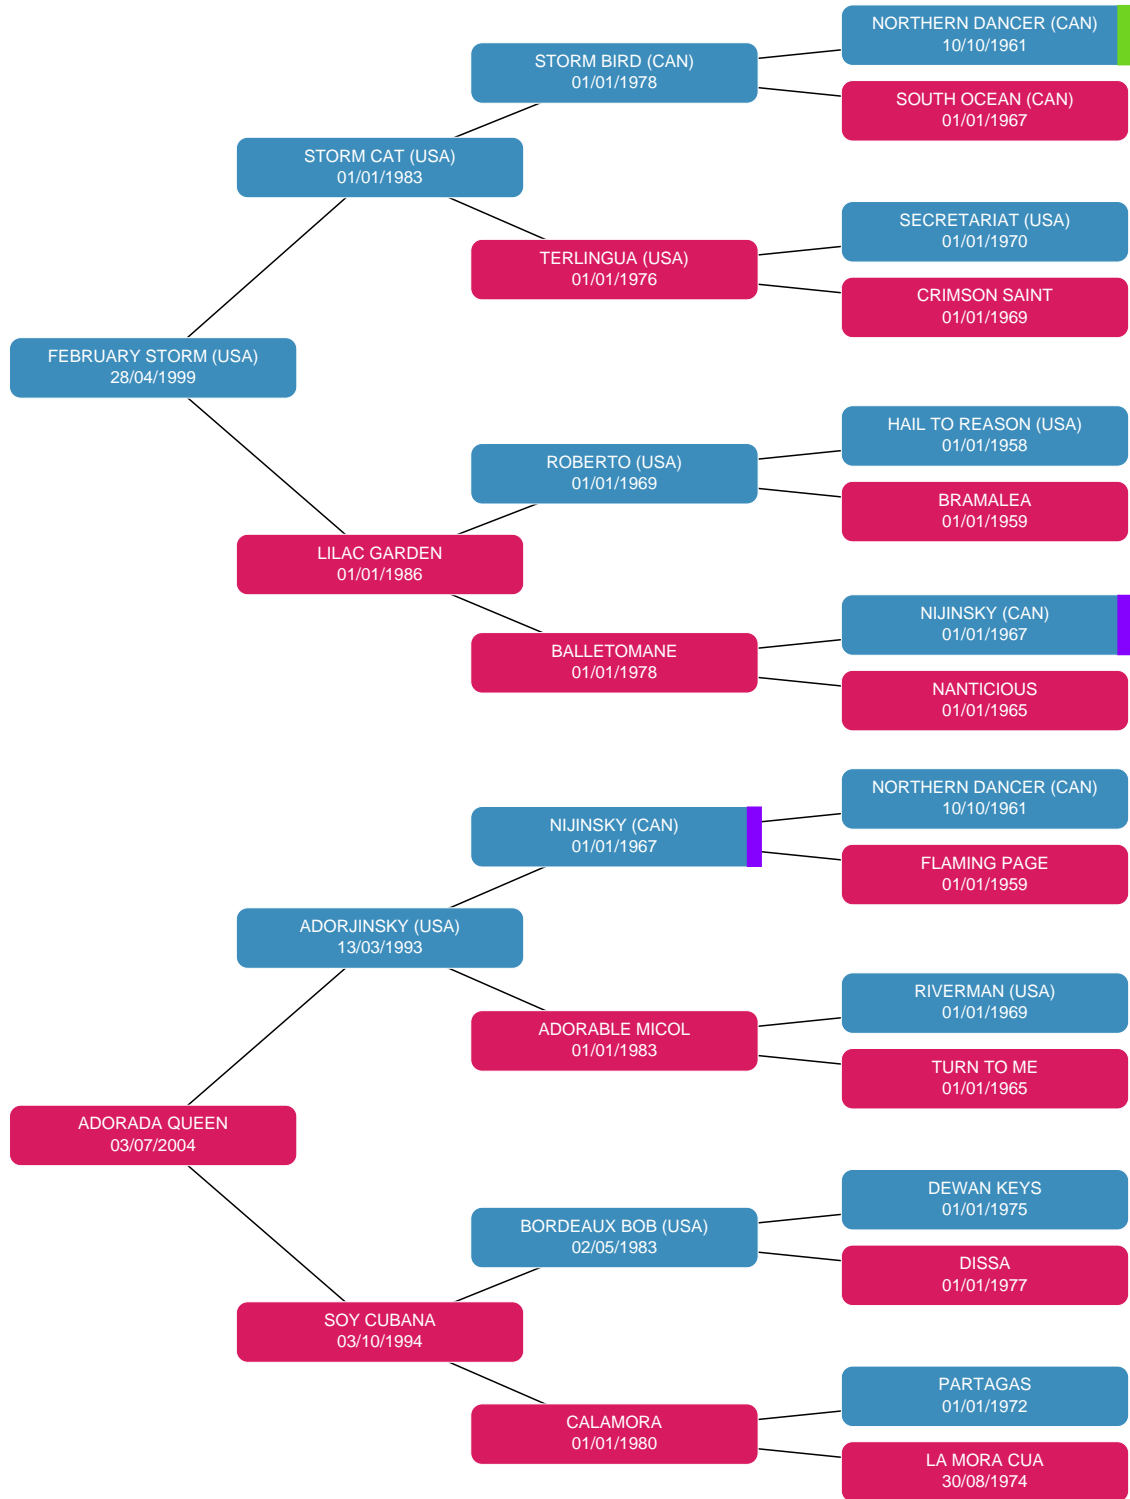 NORTHERN DANCER (CAN)
10/10/1961
STORM BIRD (CAN)
01/01/1978
SOUTH OCEAN (CAN)
01/01/1967
STORM CAT (USA)
01/01/1983
SECRETARIAT (USA)
01/01/1970
TERLINGUA (USA)
01/01/1976
CRIMSON SAINT
01/01/1969
FEBRUARY STORM (USA)
28/04/1999
HAIL TO REASON (USA)
01/01/1958
ROBERTO (USA)
01/01/1969
BRAMALEA
01/01/1959
LILAC GARDEN
01/01/1986
NIJINSKY (CAN)
01/01/1967
BALLETOMANE
01/01/1978
NANTICIOUS
01/01/1965
NORTHERN DANCER (CAN)
10/10/1961
NIJINSKY (CAN)
01/01/1967
FLAMING PAGE
01/01/1959
ADORJINSKY (USA)
13/03/1993
RIVERMAN (USA)
01/01/1969
ADORABLE MICOL
01/01/1983
TURN TO ME
01/01/1965
ADORADA QUEEN
03/07/2004
DEWAN KEYS
01/01/1975
BORDEAUX BOB (USA)
02/05/1983
DISSA
01/01/1977
SOY CUBANA
03/10/1994
PARTAGAS
01/01/1972
CALAMORA
01/01/1980
LA MORA CUA
30/08/1974